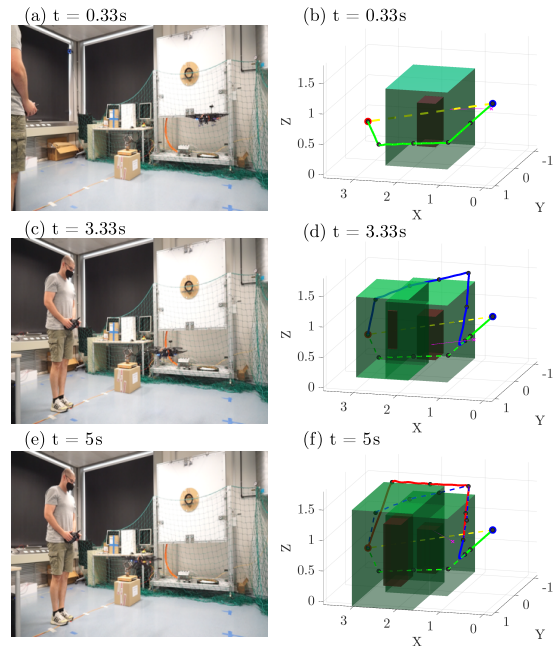 (a) t = 0.33s
(b) t = 0.33s
1.5
1
0.5
0
Z
3
2
1
0
X
1
0
-1
Y
(c) t = 3.33s
(d) t = 3.33s
1.5
1
0.5
0
Z
3
2
1
0
X
1
0
-1
Y
(e) t = 5s
(f) t = 5s
1.5
1
0.5
0
Z
3
2
1
0
X
1
0
-1
Y